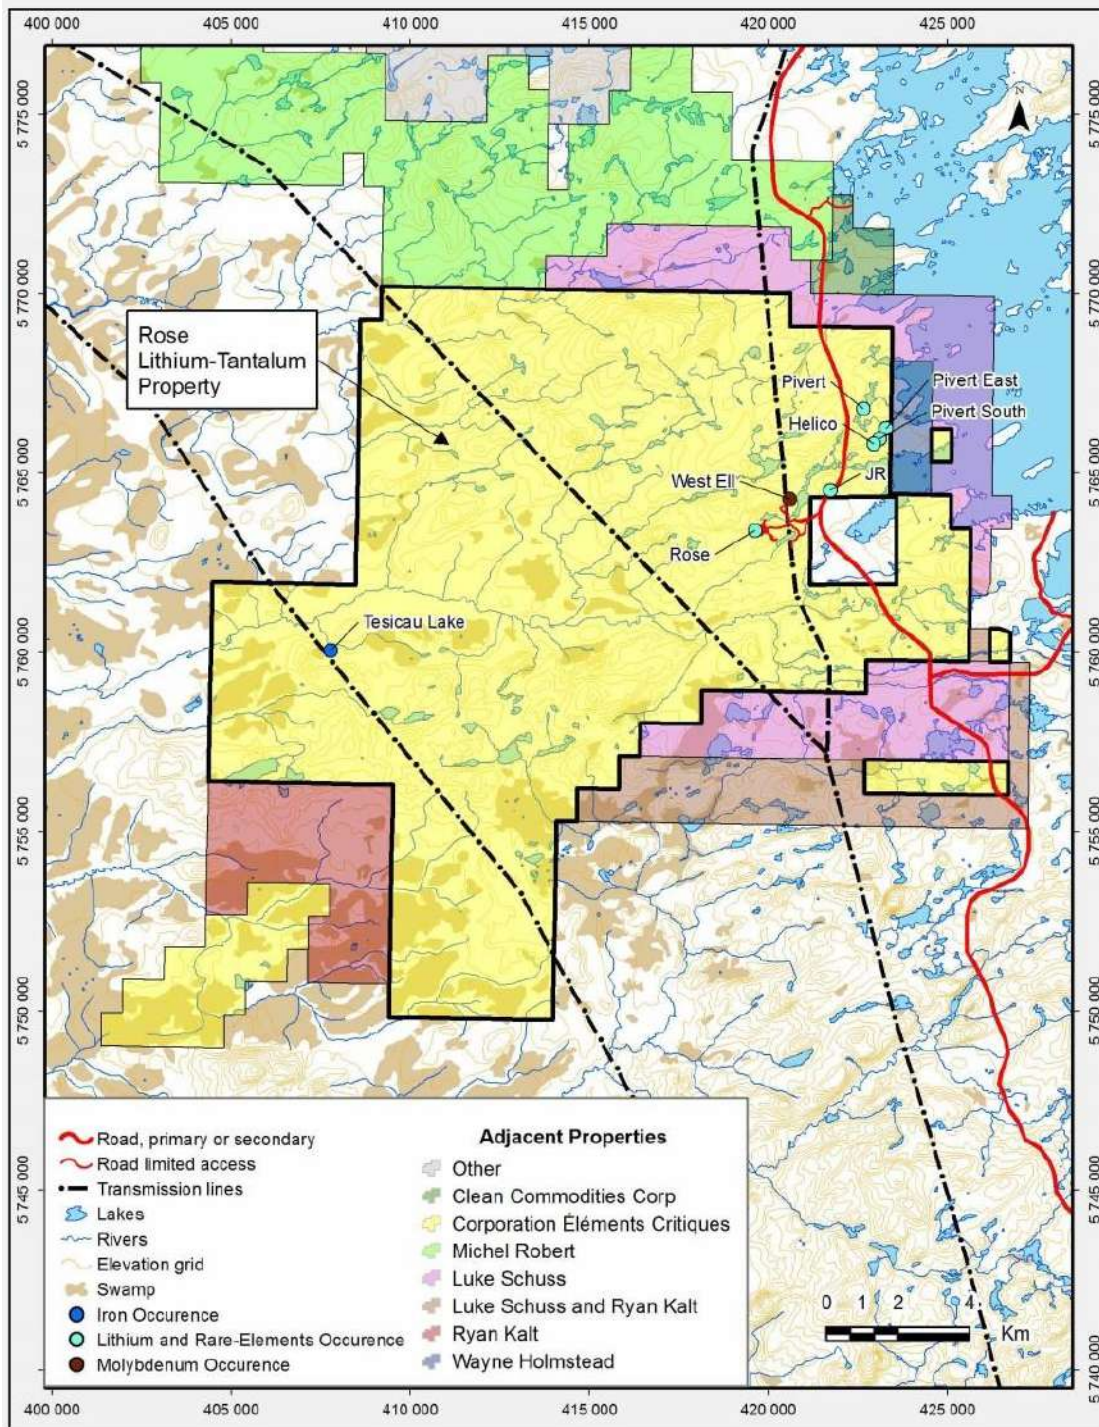 400 000 405 000 410 000 415 000 420 000 425 000
5 775 000 5 775 000
N
5 770 000 5 770 000
Rose
Lithium-Tantalum
Property
Pivert Pivert East
Helico Pivert South
5 765 000 5 765 000
West Ell JR
Rose
Tesicau Lake
5 760 000 5 760 000
5 755 000 5 755 000
5 750 000 5 750 000
Road, primary or secondary
Road limited access
Transmission lines
Lakes
Rivers
Elevation grid
Swamp
Iron Occurence
Lithium and Rare-Elements Occurence
Molybdenum Occurence
Adjacent Properties
Other
Clean Commodities Corp
Corporation Éléments Critiques
Michel Robert
Luke Schuss
Luke Schuss and Ryan Kalt
Ryan Kalt
Wayne Holmstead
5 745 000 5 745 000
0 1 2 4
Km
5 740 000 5 740 000
400 000 405 000 410 000 415 000 420 000 425 000